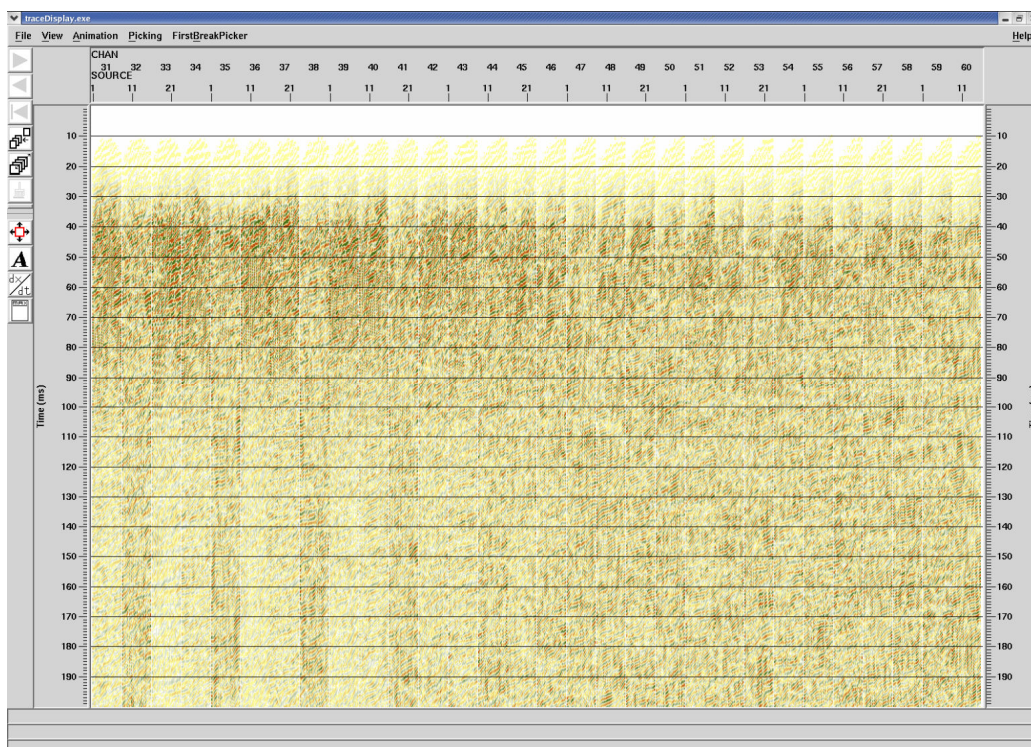 traceDisplay.exe
File View Animation Picking FirstBreakPicker Help
CHAN
31 32 33 34 35 36 37 38 39 40 41 42 43 44 45 46 47 48 49 50 51 52 53 54 55 56 57 58 59 60
SOURCE
1 11 21 1 11 21 1 11 21 1 11 21 1 11 21 1 11 21 1 11 21 1 11
10 10
20 20
30 30
40 40
A
50 50
dx/dt
60 60
70 70
80 80
90 90
Time (ms)
100 100
110 110
120 120
130 130
140 140
150 150
160 160
170 170
180 180
190 190